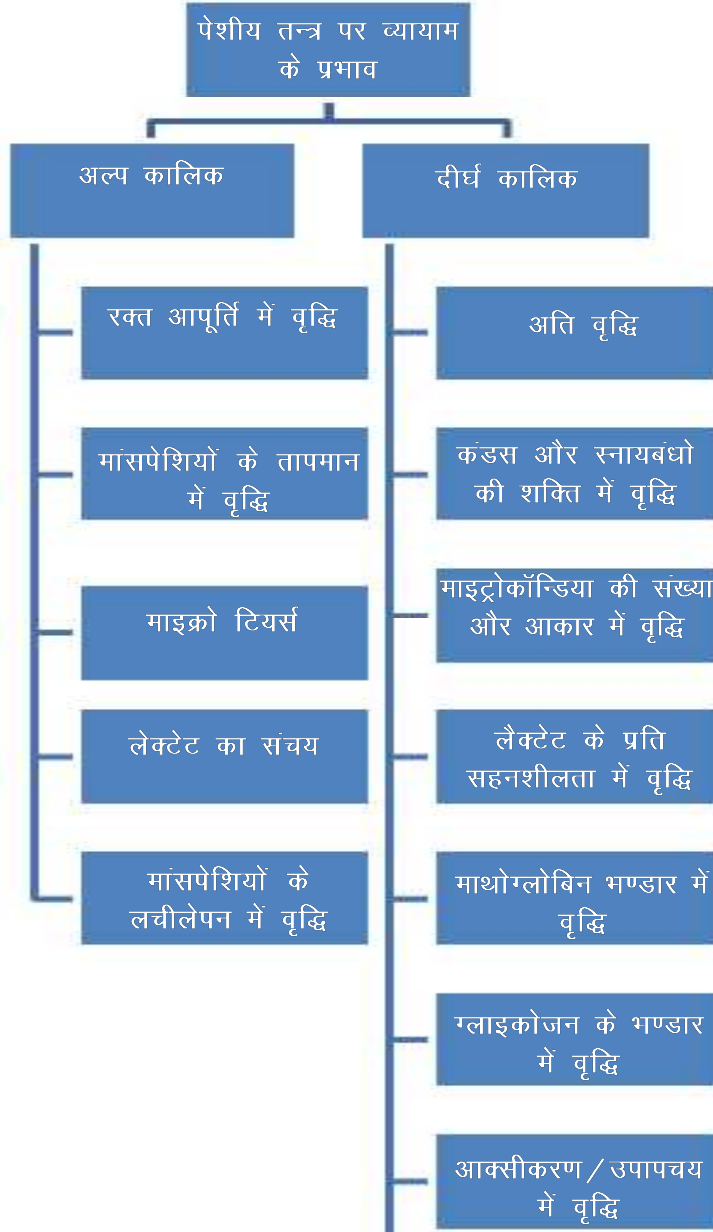 पेशीय तन्त्र पर व्यायाम
के प्रभाव
अल्प कालिक
रक्त आपूर्ति में वृद्धि
मांसपेशियों के तापमान
में वृद्धि
माइक्रो टियर्स
लेक्टेट का संचय
मांसपेशियों के
लचीलेपन में वृद्धि
दीर्घ कालिक
अति वृद्धि
कंडस और स्नायबंधो
की शक्ति में वृद्धि
माइट्रोकॉन्डिया की संख्या
और आकार में वृद्धि
लैक्टेट के प्रति
सहनशीलता में वृद्धि
माथोग्लोबिन भण्डार में
वृद्धि
ग्लाइकोजन के भण्डार
में वृद्धि
आक्सीकरण/उपापचय
में वृद्धि